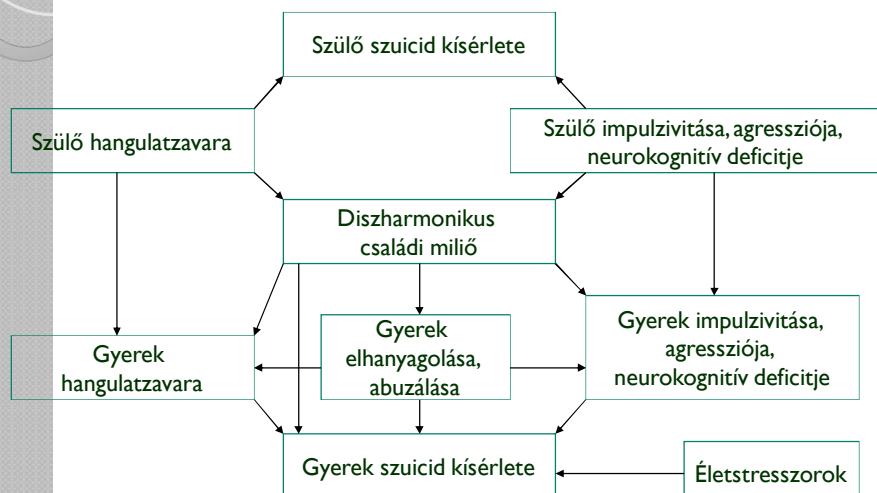 Szülő szuicid kísérlete
Szülő hangulatzavara
Szülő impulzivitása, agressziója,
neurokognitív deficitje
Diszharmonikus
családi miliő
Gyerek
hangulatzavara
Gyerek
elhanyagolása,
abuzálása
Gyerek impulzivitása,
agressziója,
neurokognitív deficitje
Gyerek szuicid kísérlete
Életstresszorok